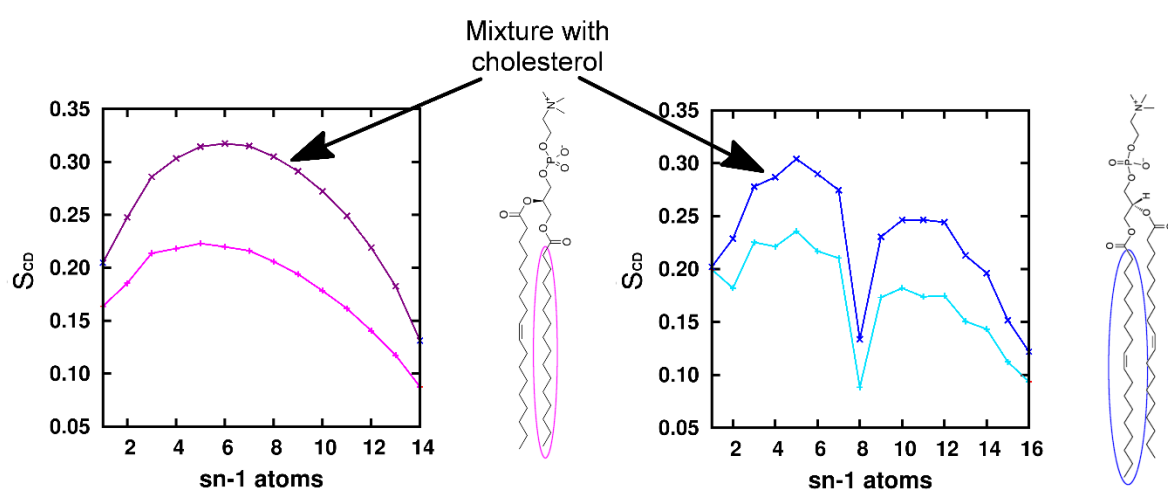 Mixture with
cholesterol
0.35
0.30
0.25
0.20
0.15
0.10
0.05
2 4 6 8 10 12 14
SCD
sn-1 atoms
N+
O
O P O-
O
O
O
O
O
0.35
0.30
0.25
0.20
0.15
0.10
0.05
2 4 6 8 10 12 14 16
SCD
sn-1 atoms
N+
O
O=P-O-
O
H
O
O
O
O